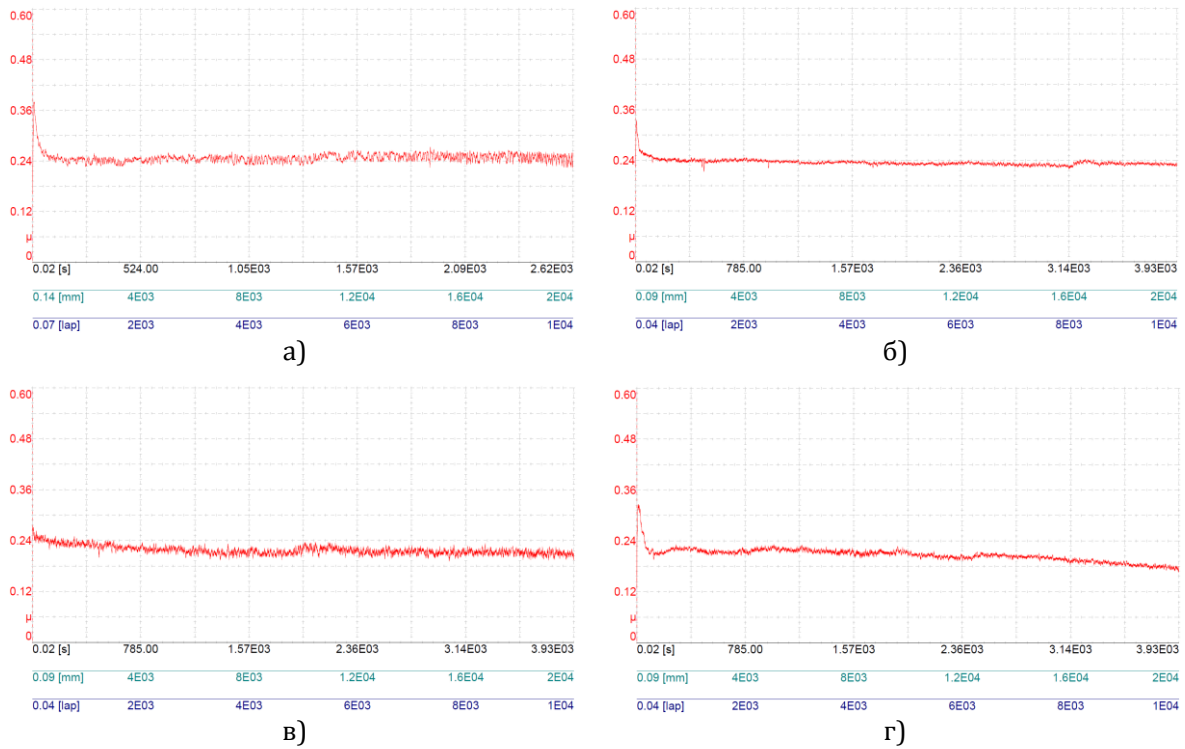 0.60
0.48
0.36
0.24
0.12
μ
0
0.02 [s] 524.00 1.05E03 1.57E03 2.09E03 2.62E03
0.14 [mm] 4E03 8E03 1.2E04 1.6E04 2E04
0.07 [lap] 2E03 4E03 6E03 8E03 1E04
а)
0.60
0.48
0.36
0.24
0.12
μ
0
0.02 [s] 785.00 1.57E03 2.36E03 3.14E03 3.93E03
0.09 [mm] 4E03 8E03 1.2E04 1.6E04 2E04
0.04 [lap] 2E03 4E03 6E03 8E03 1E04
б)
0.60
0.48
0.36
0.24
0.12
μ
0
0.02 [s] 785.00 1.57E03 2.36E03 3.14E03 3.93E03
0.09 [mm] 4E03 8E03 1.2E04 1.6E04 2E04
0.04 [lap] 2E03 4E03 6E03 8E03 1E04
в)
0.60
0.48
0.36
0.24
0.12
μ
0
0.02 [s] 785.00 1.57E03 2.36E03 3.14E03 3.93E03
0.09 [mm] 4E03 8E03 1.2E04 1.6E04 2E04
0.04 [lap] 2E03 4E03 6E03 8E03 1E04
г)